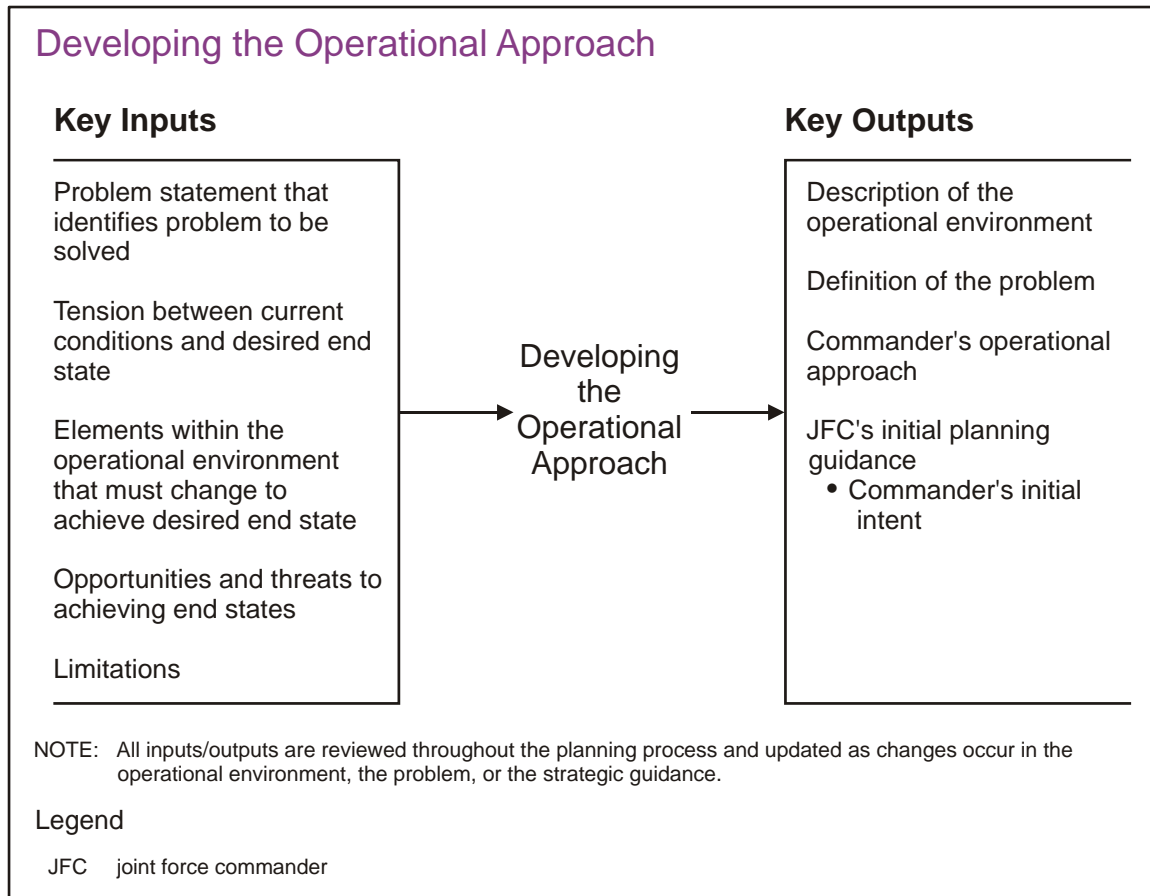 Developing the Operational Approach
Key Inputs
Problem statement that
identifies problem to be
solved
Tension between current
conditions and desired end
state
Elements within the
operational environment
that must change to
achieve desired end state
Opportunities and threats to
achieving end states
Limitations
Developing
the
Operational
Approach
Key Outputs
Description of the
operational environment
Definition of the problem
Commander's operational
approach
JFC's initial planning
guidance
• Commander's initial
intent
NOTE: All inputs/outputs are reviewed throughout the planning process and updated as changes occur in the
operational environment, the problem, or the strategic guidance.
Legend
JFC joint force commander